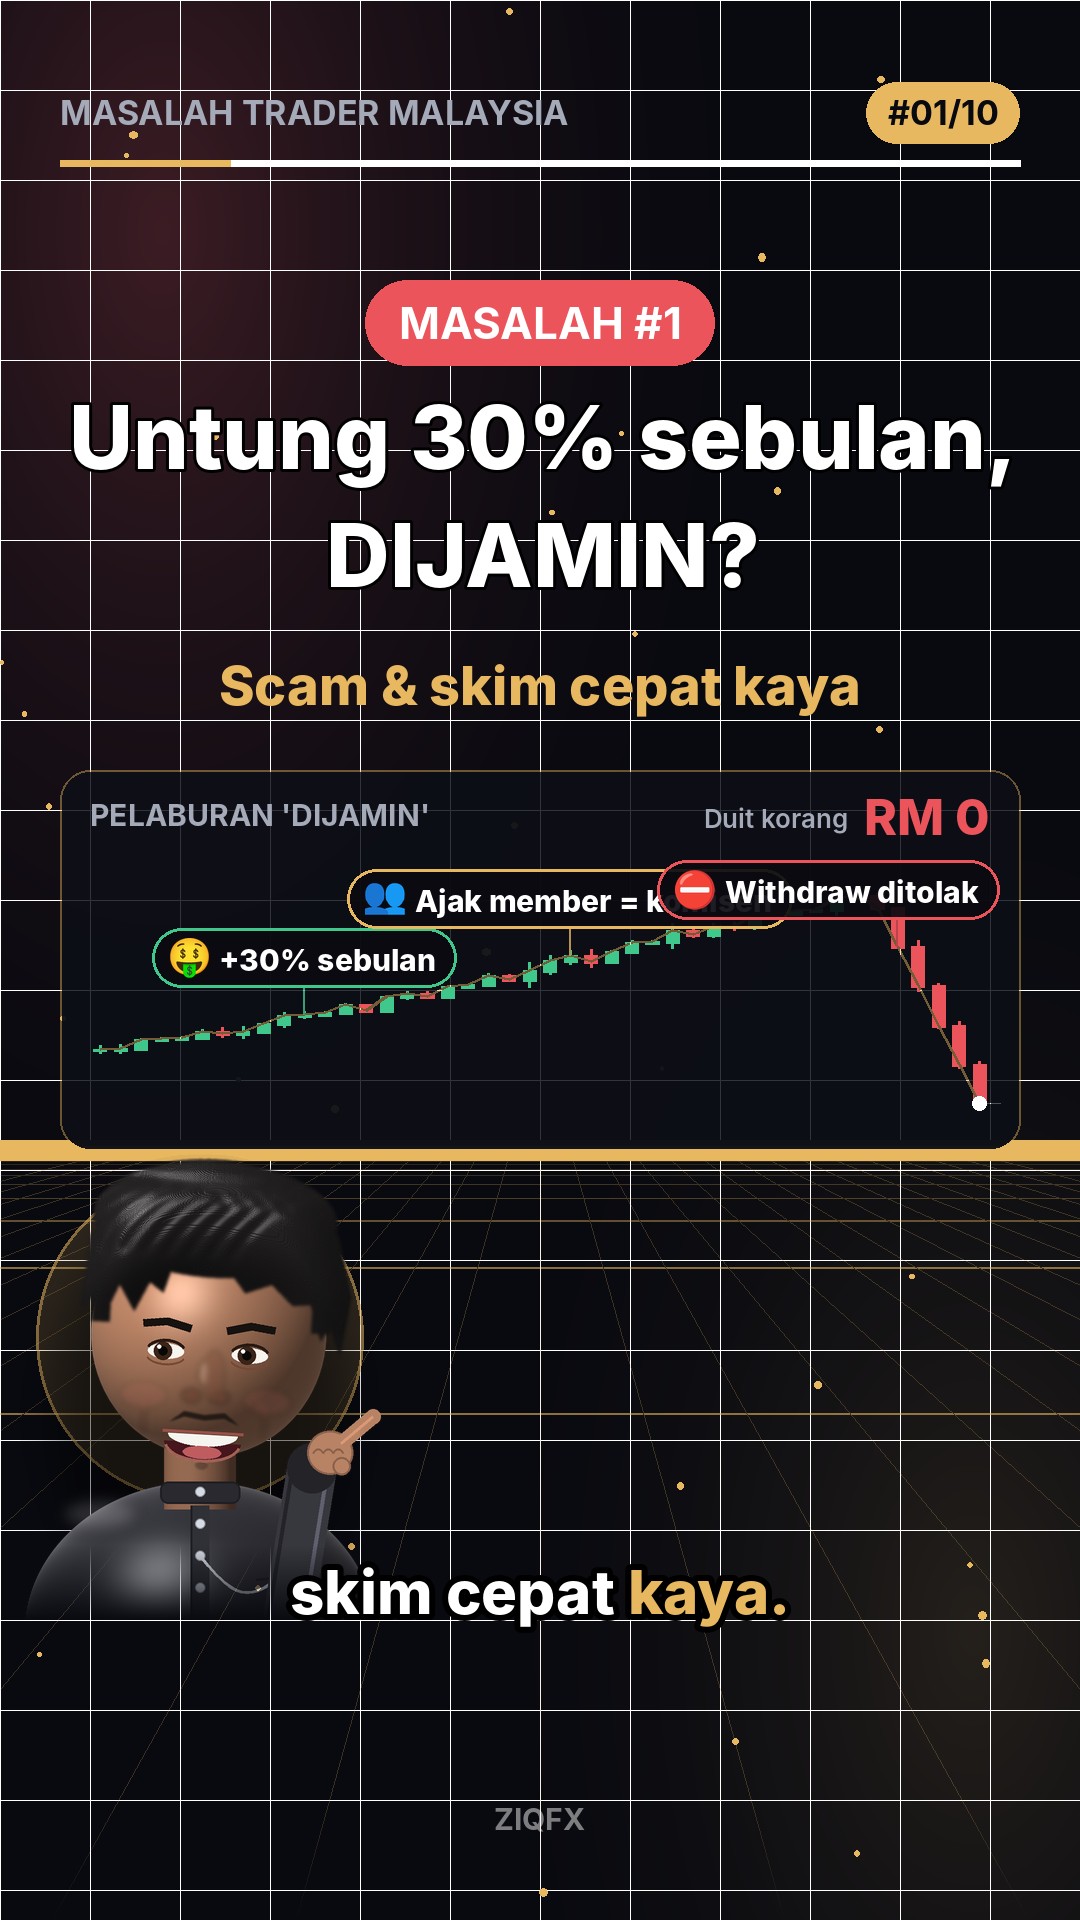 MASALAH TRADER MALAYSIA
#01/10
MASALAH #1
Untung 30% sebulan,
DIJAMIN?
Scam & skim cepat kaya
PELABURAN 'DIJAMIN'
Duit korang RM 0
Ajak member =
Withdraw ditolak
+30% sebulan
skim cepat kaya.
ZIQFX